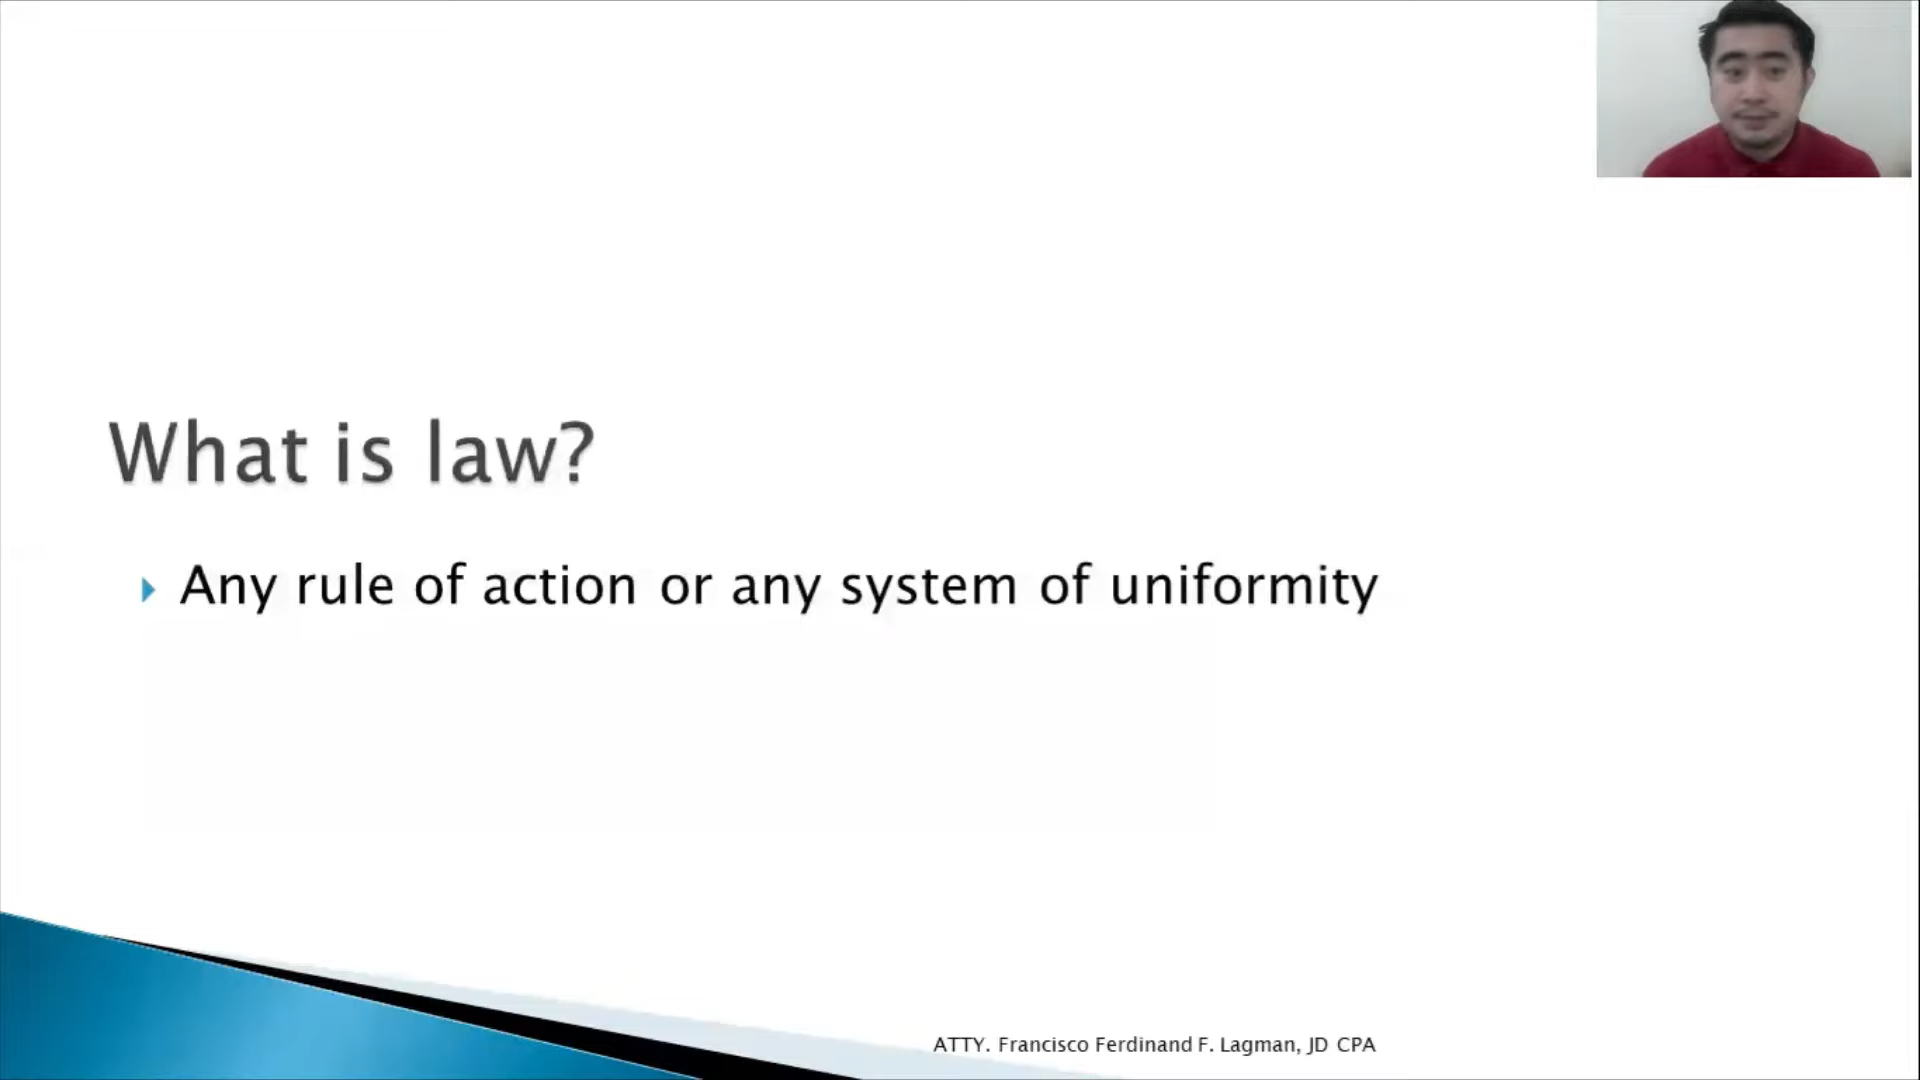 What is law?
Any rule of action or any system of uniformity
ATTY. Francisco Ferdinand F. Lagman, JD CPA